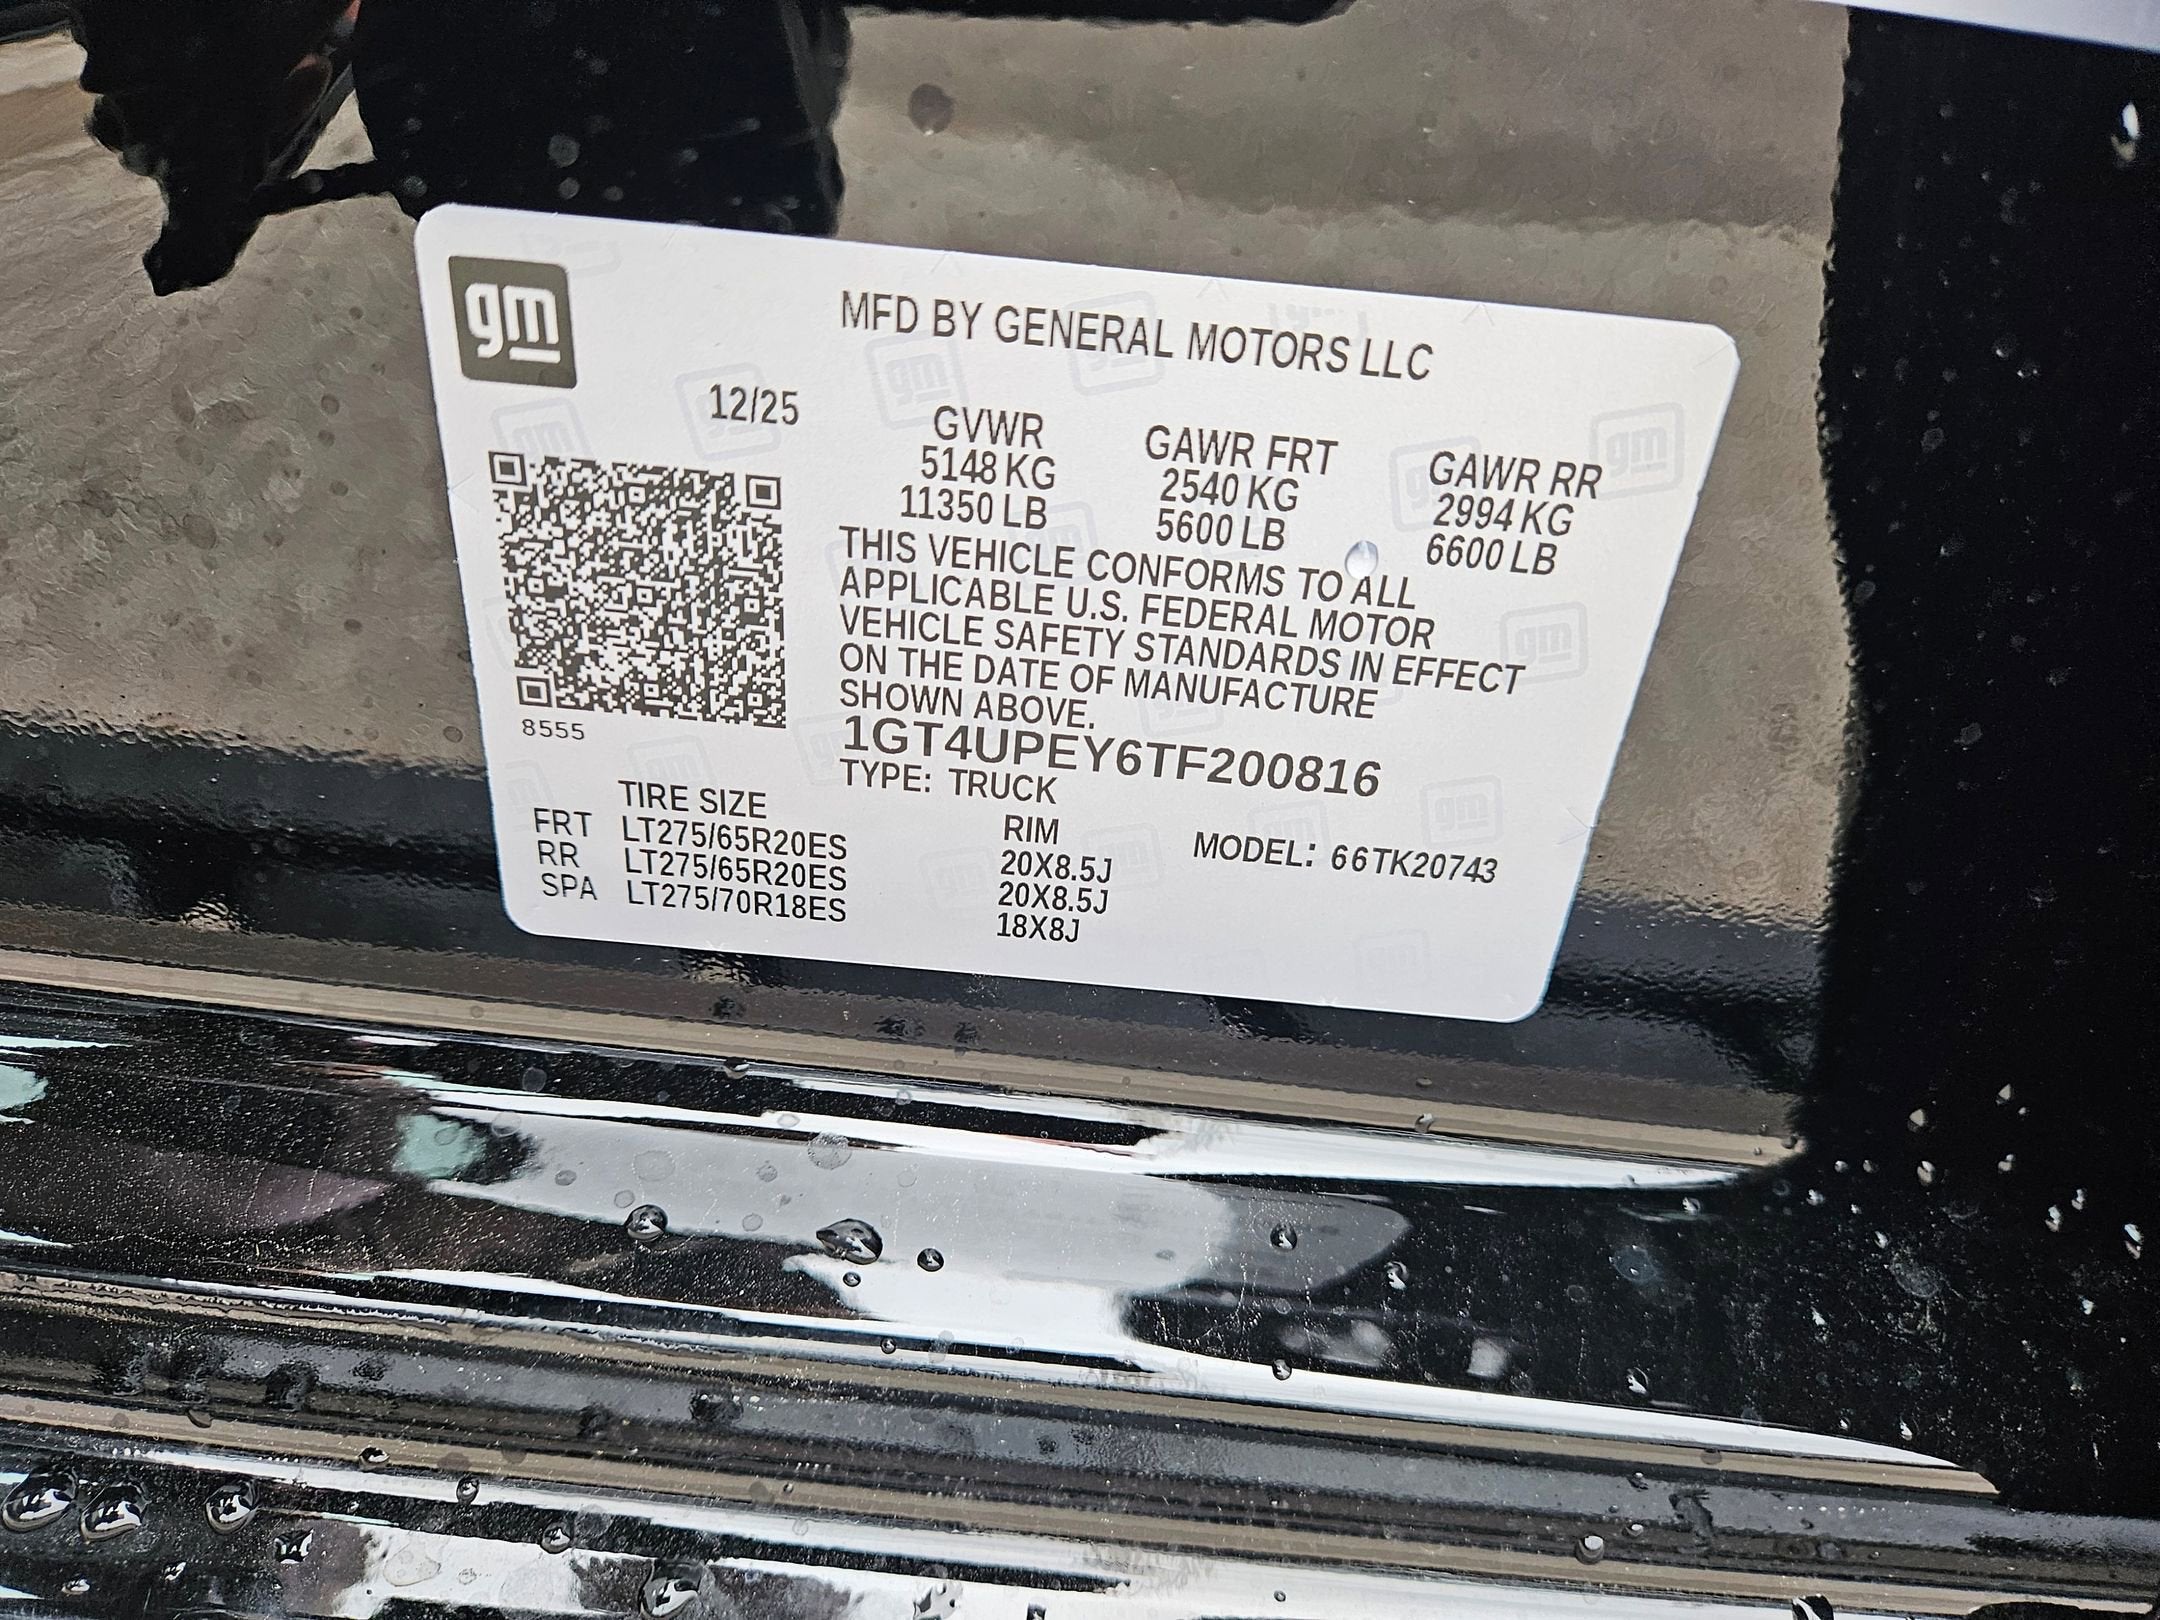 gm
MFD BY GENERAL MOTORS LLC
12/25
GVWR GAWR FRT GAWR RR
5148 KG 2540 KG 2994 KG
11350 LB 5600 LB 6600 LB
THIS VEHICLE CONFORMS TO ALL
APPLICABLE U.S. FEDERAL MOTOR
VEHICLE SAFETY STANDARDS IN EFFECT
ON THE DATE OF MANUFACTURE
SHOWN ABOVE.
8555
1GT4UPEY6TF200816
TYPE: TRUCK
TIRE SIZE RIM MODEL: 66TK20743
FRT LT275/65R20ES 20X8.5J
RR LT275/65R20ES 20X8.5J
SPA LT275/70R18ES 18X8J